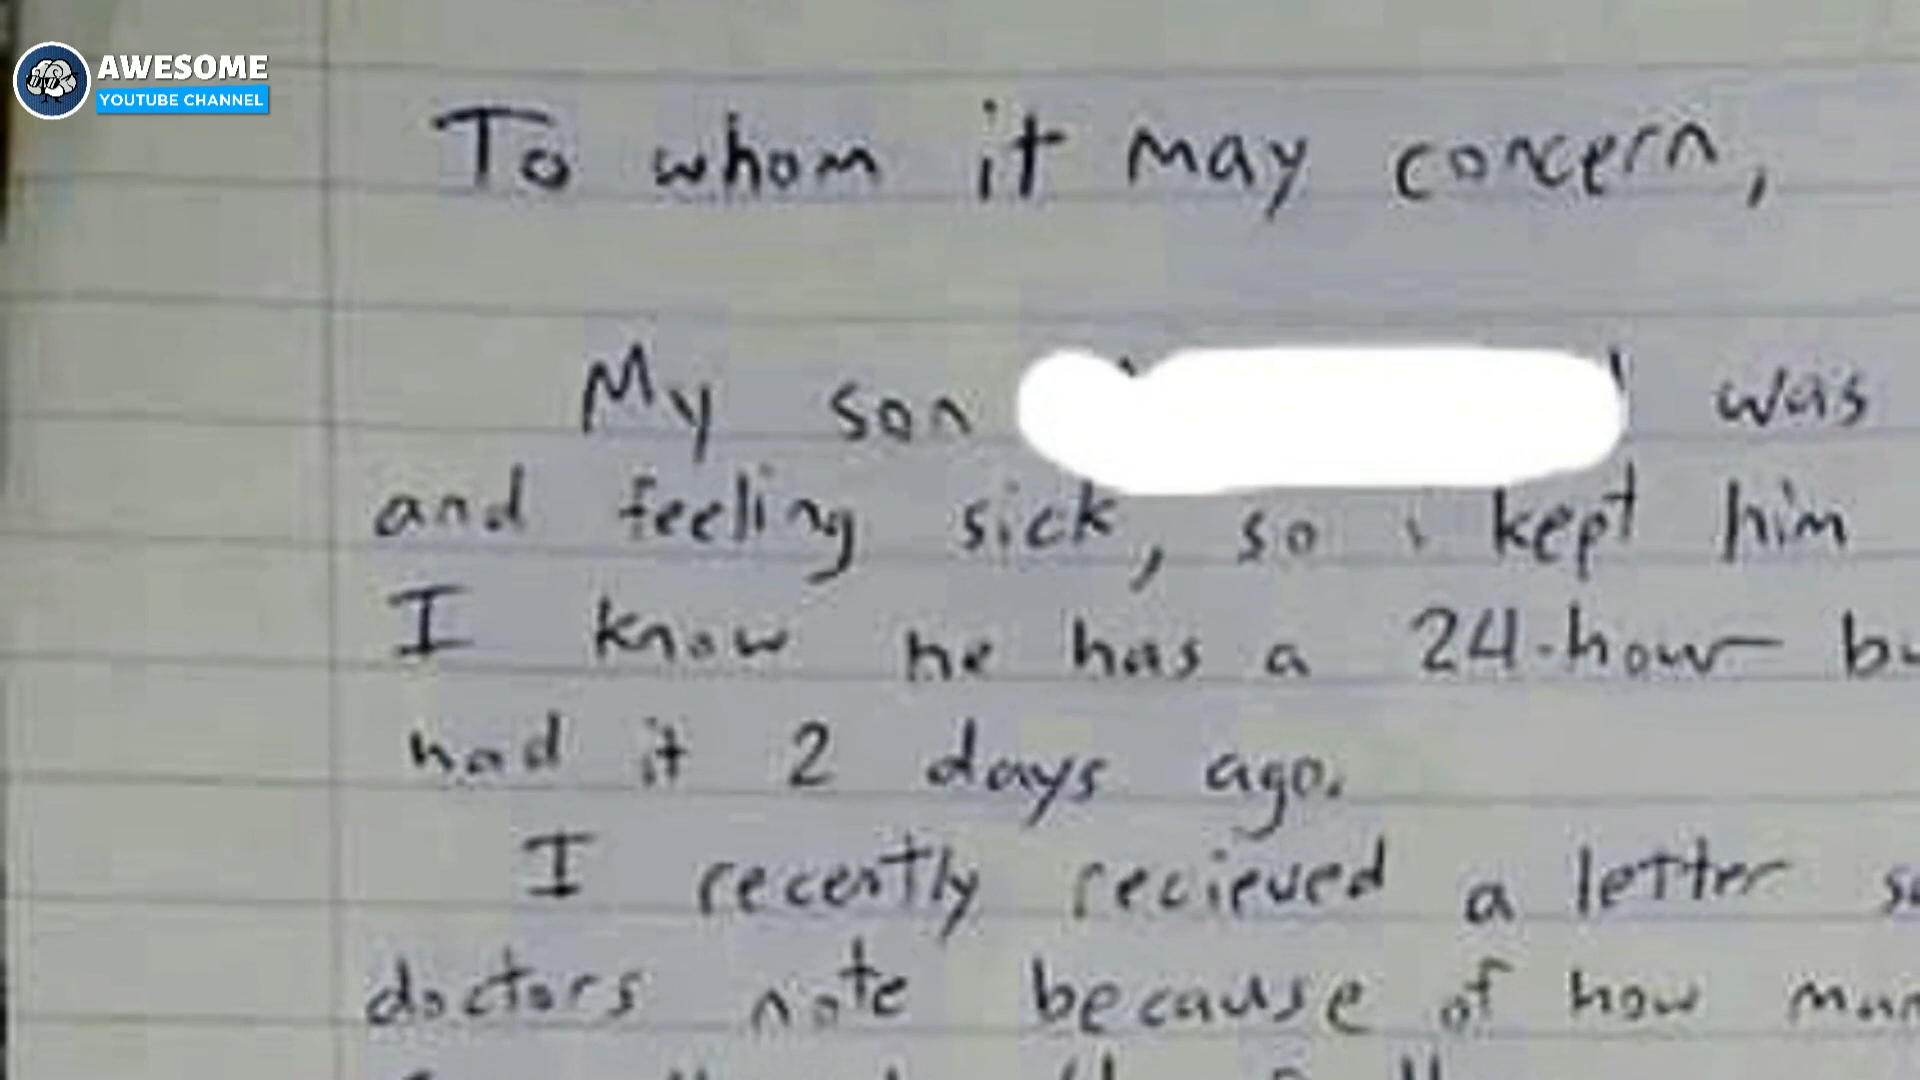 AWESOME
YOUTUBE CHANNEL
To whom it may concern,
My son was
and feeling sick, so i kept him
I know he has a 24-hour
had it 2 days ago.
I recently recieved a letter
doctors note because of how